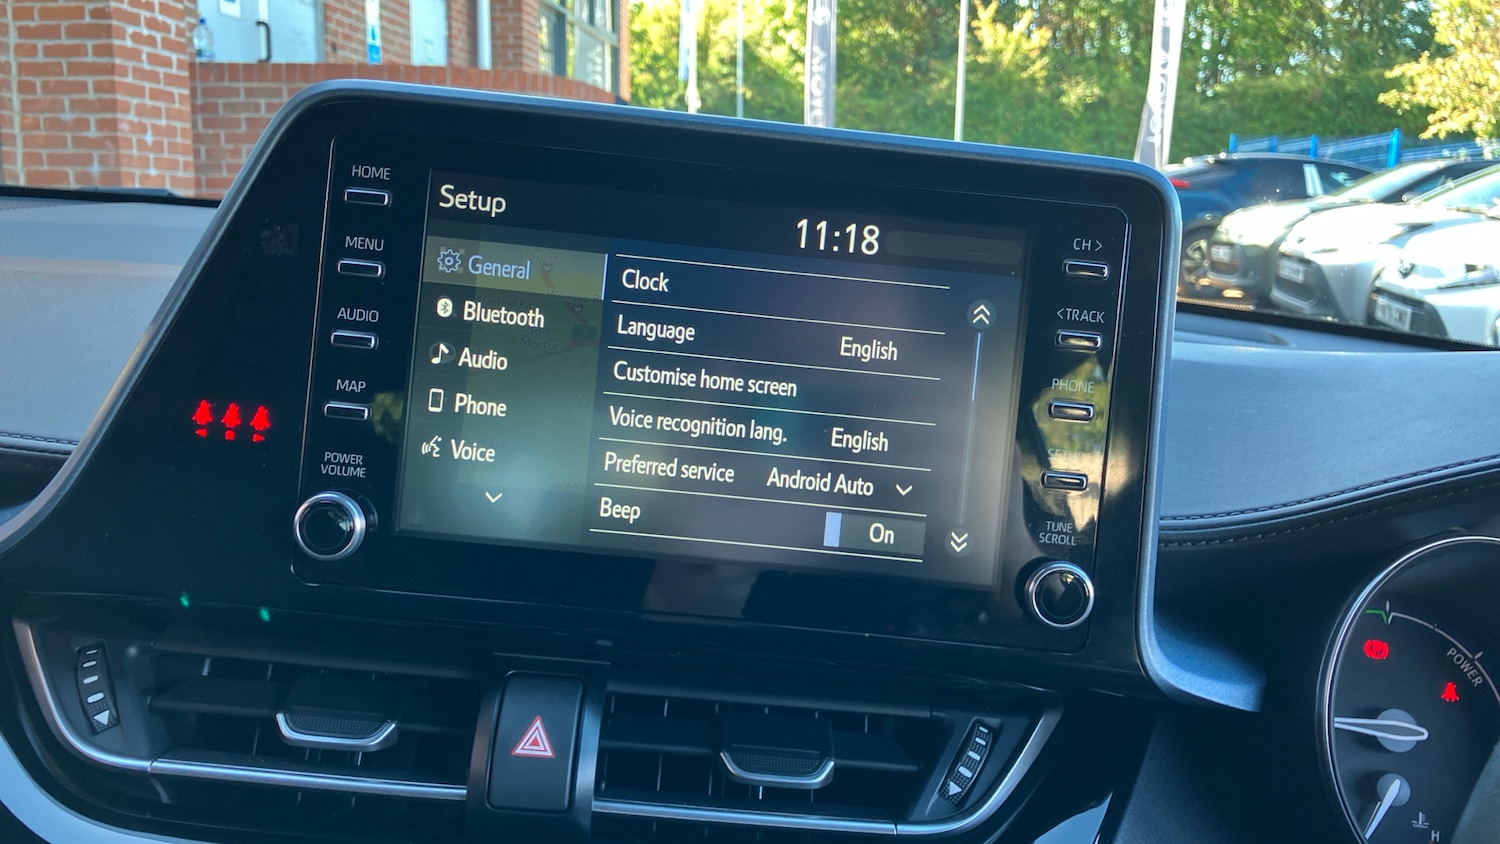 HOME
MENU
AUDIO
MAP
POWER
VOLUME
Setup
11:18
General
Bluetooth
Audio
Phone
Voice
Clock
Language English
Customise home screen
Voice recognition lang. English
Preferred service Android Auto
Beep On
CH >
<TRACK
PHONE
SETUP
TUNE
SCROLL
POWER
H